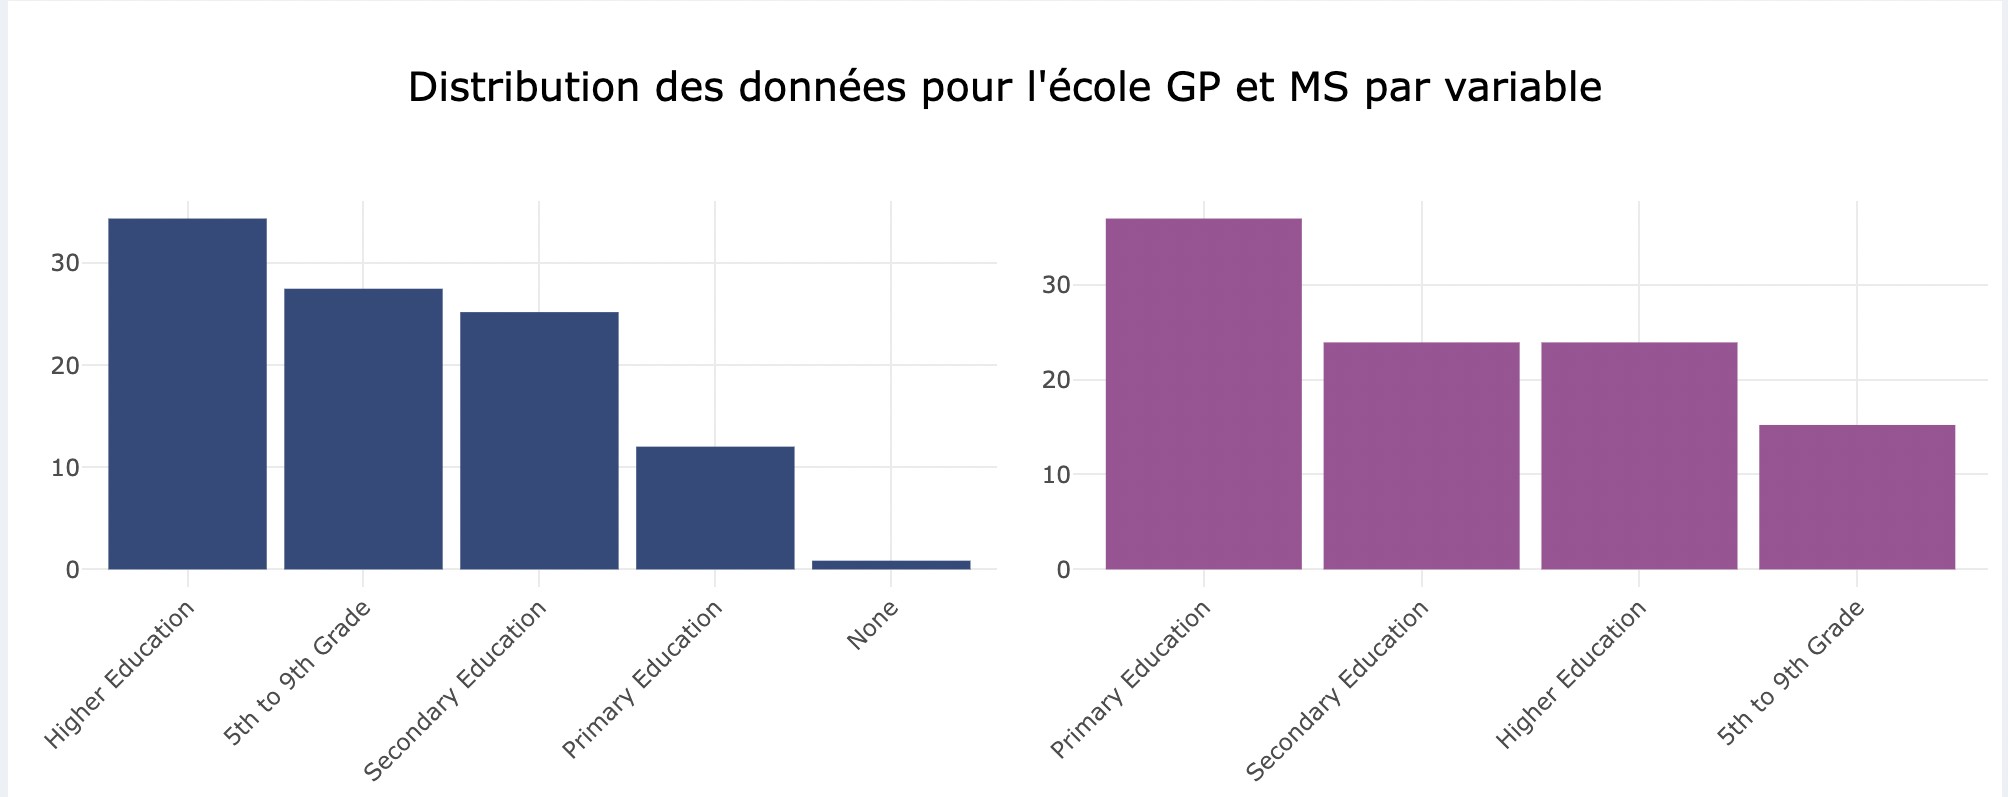 Distribution des données pour l'école GP et MS par variable
30
20
10
0
Higher Education
5th to 9th Grade
Secondary Education
Primary Education
None
30
20
10
0
Primary Education
Secondary Education
Higher Education
5th to 9th Grade